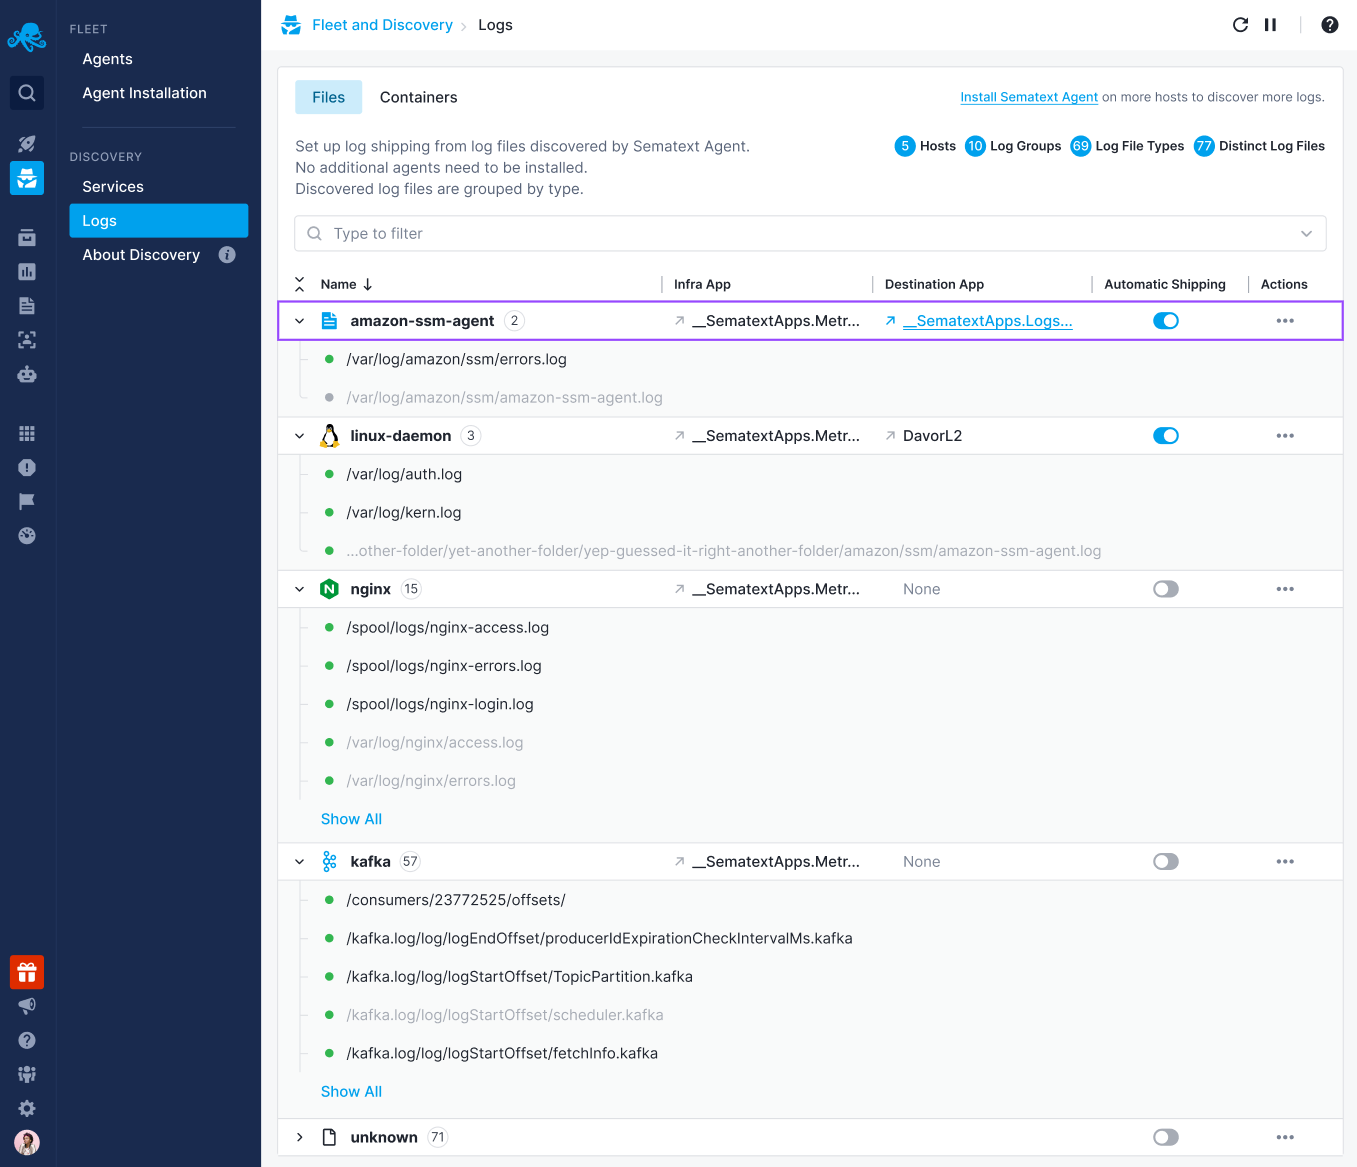 FLEET
Agents
Agent Installation
DISCOVERY
Services
Logs
About Discovery
Fleet and Discovery
Logs
Files
Containers
Install Sematext Agent on more hosts to discover more logs.
Set up log shipping from log files discovered by Sematext Agent.
No additional agents need to be installed.
Discovered log files are grouped by type.
5 Hosts 10 Log Groups 69 Log File Types 77 Distinct Log Files
Type to filter
Name Infra App Destination App Automatic Shipping Actions
amazon-ssm-agent 2 __SematextApps.Metr... __SematextApps.Logs...
/var/log/amazon/ssm/errors.log
/var/log/amazon/ssm/amazon-ssm-agent.log
linux-daemon 3 __SematextApps.Metr... DavorL2
/var/log/auth.log
/var/log/kern.log
...other-folder/yet-another-folder/yep-guessed-it-right-another-folder/amazon/ssm/amazon-ssm-agent.log
N nginx 15 __SematextApps.Metr... None
/spool/logs/nginx-access.log
/spool/logs/nginx-errors.log
/spool/logs/nginx-login.log
/var/log/nginx/access.log
/var/log/nginx/errors.log
Show All
kafka 57 __SematextApps.Metr... None
/consumers/23772525/offsets/
/kafka.log/log/logEndOffset/producerIdExpirationCheckIntervalMs.kafka
/kafka.log/log/logStartOffset/TopicPartition.kafka
/kafka.log/log/logStartOffset/scheduler.kafka
/kafka.log/log/logStartOffset/fetchInfo.kafka
Show All
unknown 71